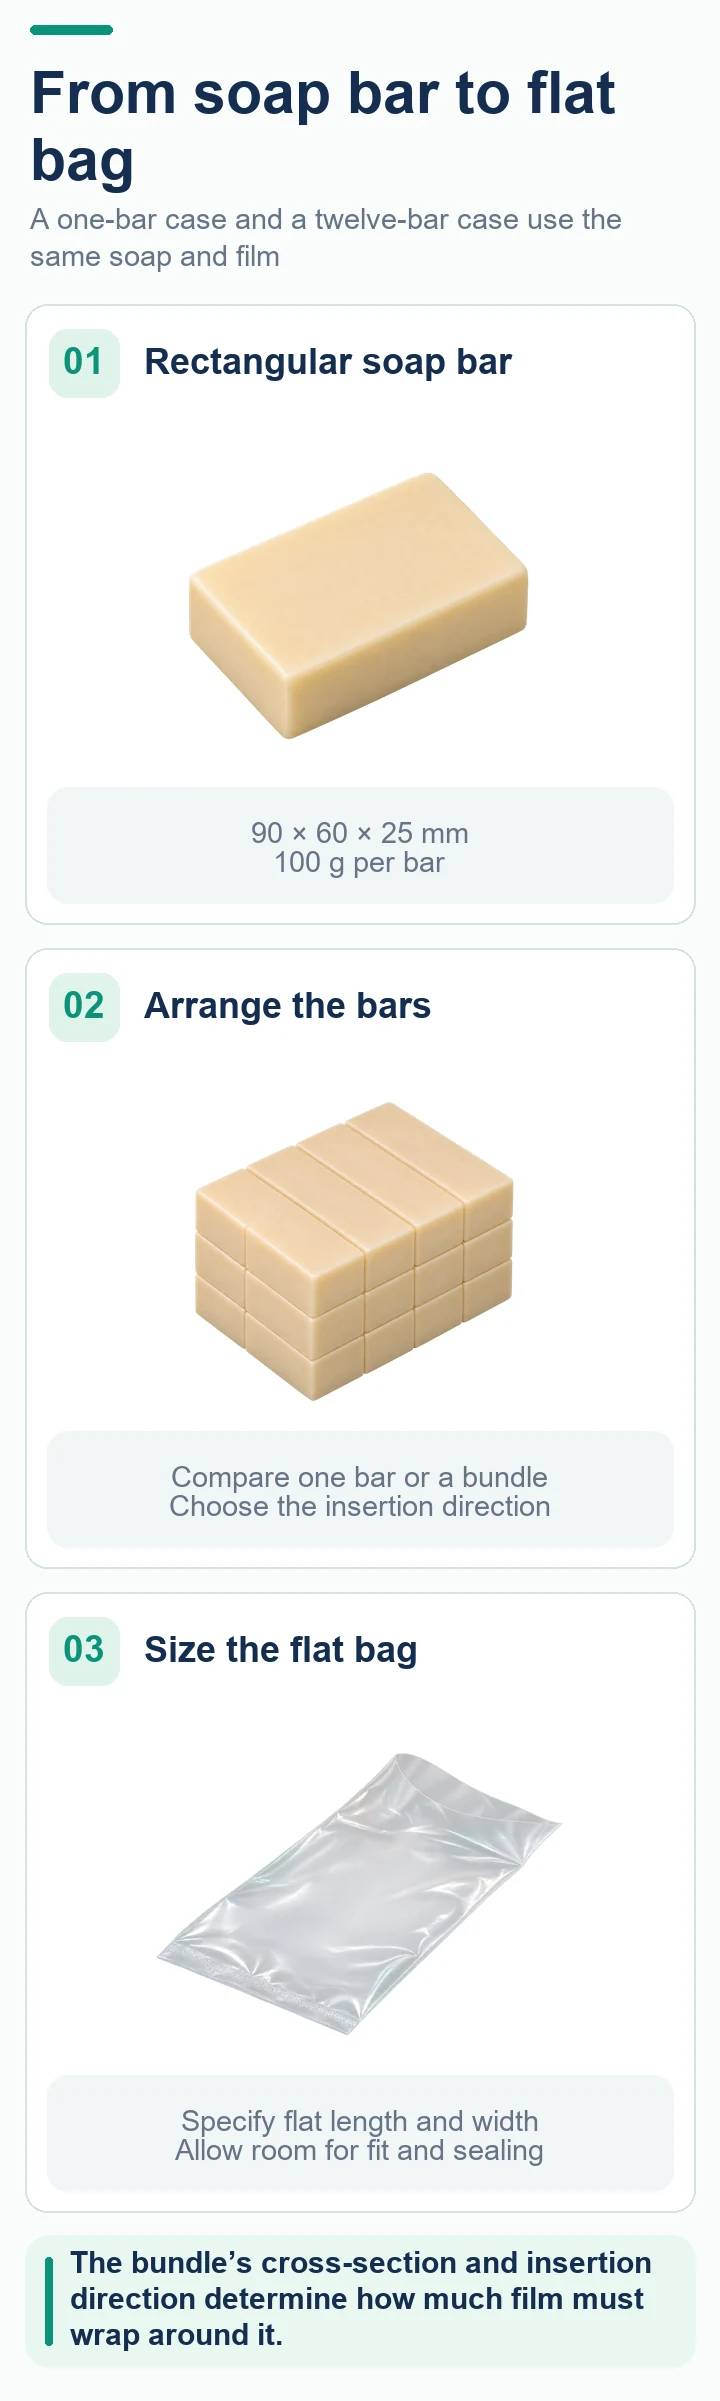 From soap bar to flat
bag
A one-bar case and a twelve-bar case use the
same soap and film
01 Rectangular soap bar
90 × 60 × 25 mm
100 g per bar
02 Arrange the bars
Compare one bar or a bundle
Choose the insertion direction
03 Size the flat bag
Specify flat length and width
Allow room for fit and sealing
The bundle’s cross-section and insertion
direction determine how much film must
wrap around it.